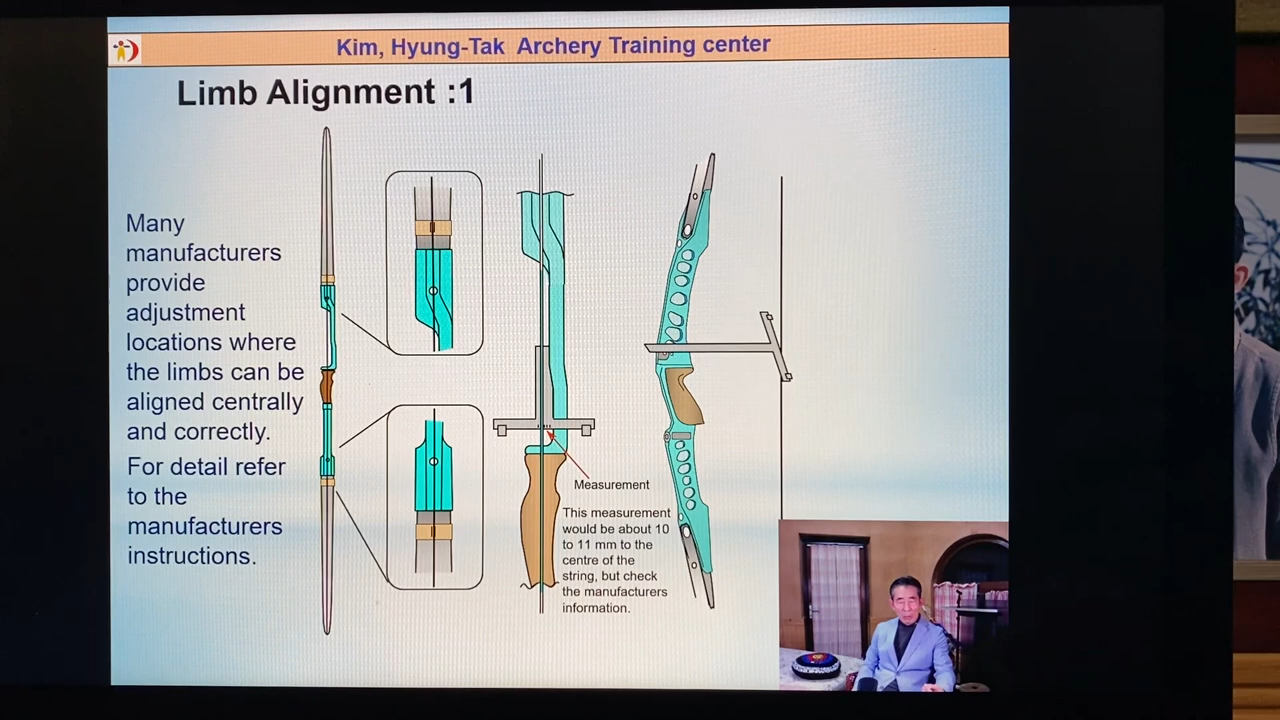 Kim, Hyung-Tak Archery Training center
Limb Alignment :1
Many
manufacturers
provide
adjustment
locations where
the limbs can be
aligned centrally
and correctly.
For detail refer
to the
manufacturers
instructions.
Measurement
This measurement
would be about 10
to 11 mm to the
centre of the
string, but check
the manufacturers
information.